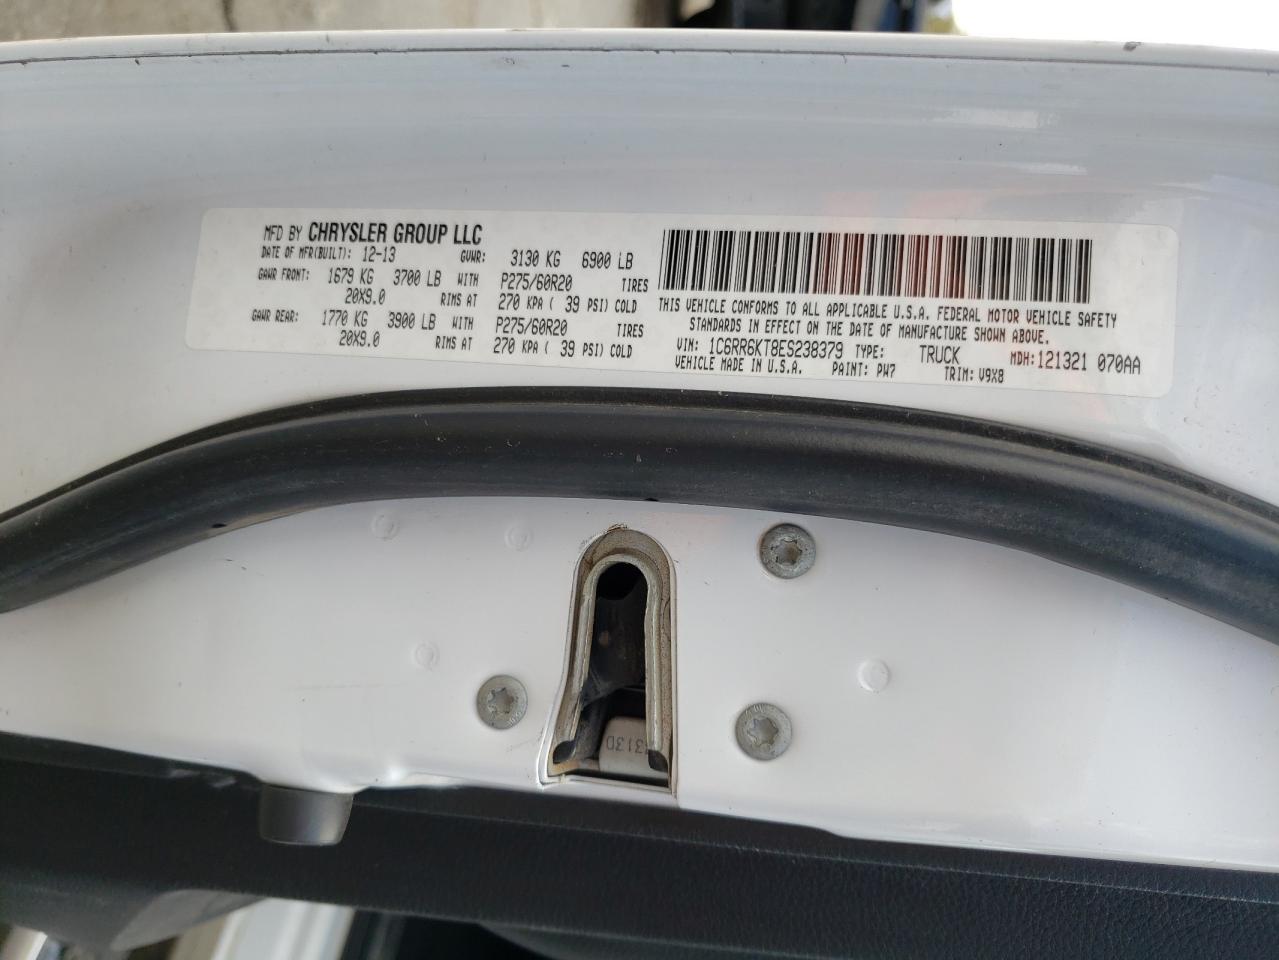 MFD BY CHRYSLER GROUP LLC
DATE OF MFR(BUILT): 12-13 GVWR: 3130 KG 6900 LB
GAWR FRONT: 1679 KG 3700 LB WITH P275/60R20 TIRES
20X9.0 RIMS AT 270 KPA ( 39 PSI) COLD
GAWR REAR: 1770 KG 3900 LB WITH P275/60R20 TIRES
20X9.0 RIMS AT 270 KPA ( 39 PSI) COLD
THIS VEHICLE CONFORMS TO ALL APPLICABLE U.S.A. FEDERAL MOTOR VEHICLE SAFETY
STANDARDS IN EFFECT ON THE DATE OF MANUFACTURE SHOWN ABOVE.
VIN: 1C6RR6KT8ES238379 TYPE: TRUCK MDH:121321 070AA
VEHICLE MADE IN U.S.A. PAINT: PW7 TRIM: V9X8